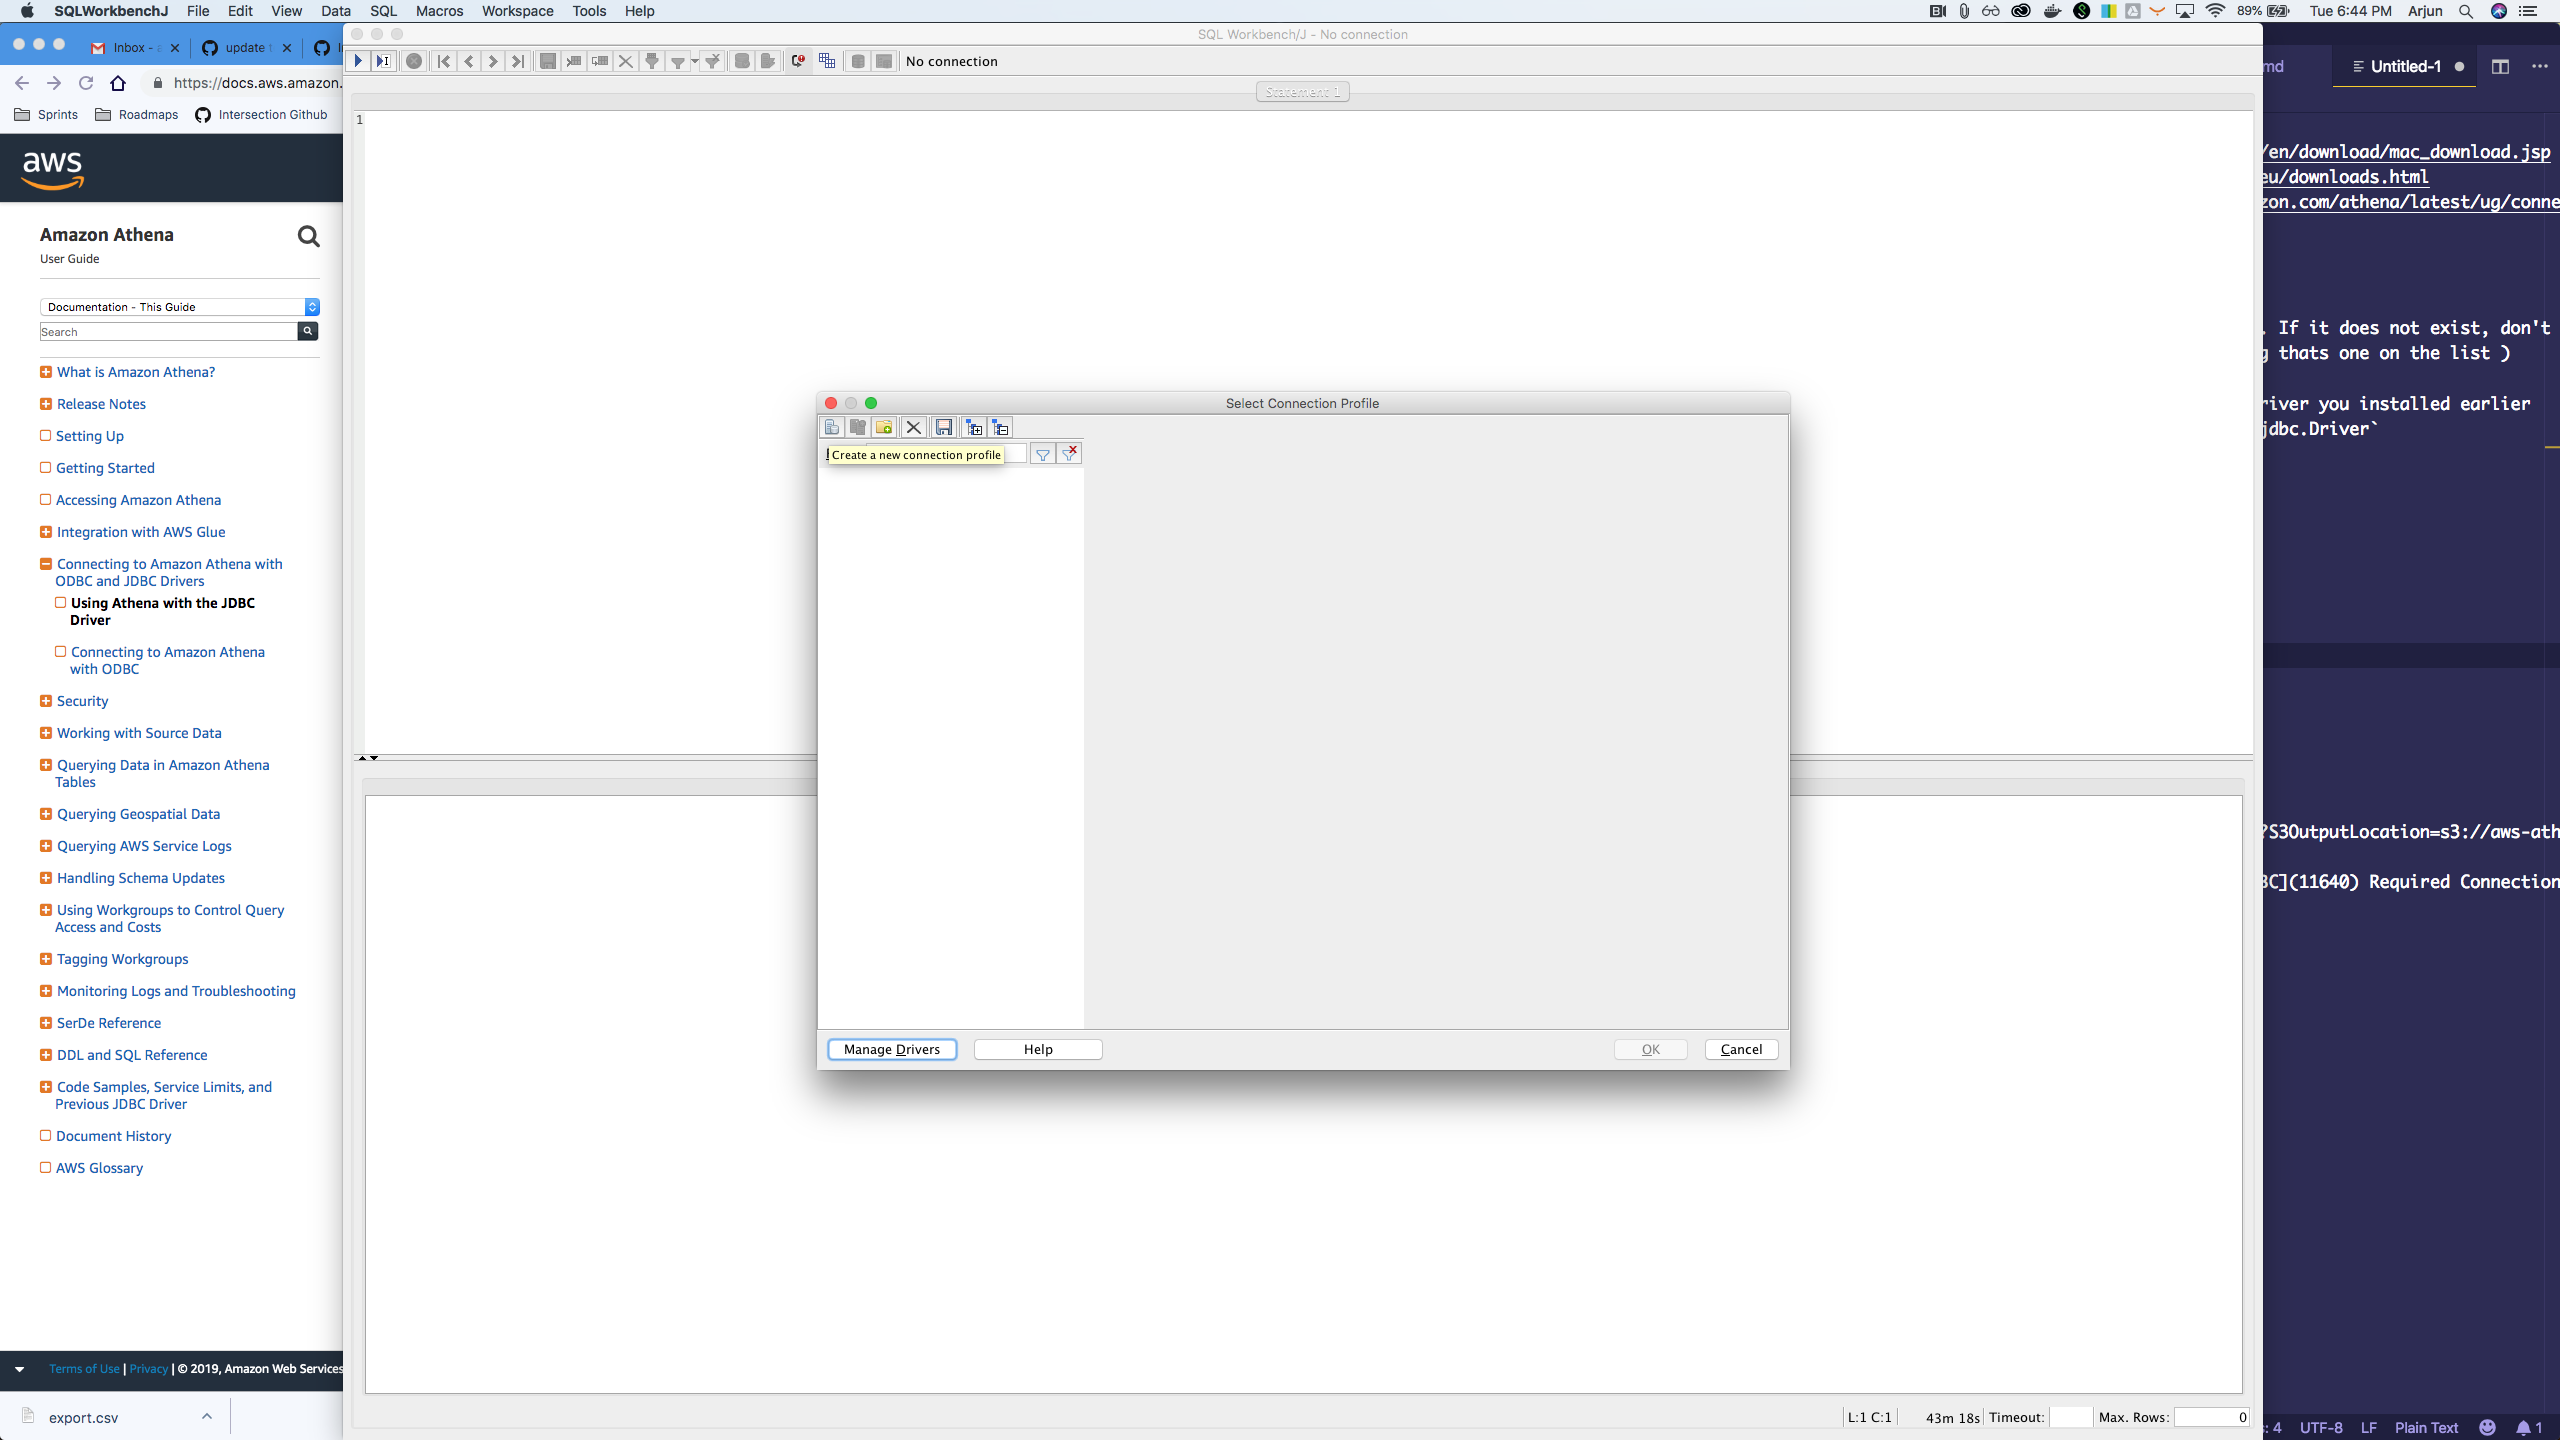 SQLWorkbenchJ File Edit View Data SQL Macros Workspace Tools Help
89% Tue 6:44 PM Arjun
Inbox - a
update t
SQL Workbench/J - No connection
md
Untitled-1
https://docs.aws.amazon.
No connection
Sprints Roadmaps Intersection Github
Statement 1
1
aws
Amazon Athena
User Guide
Documentation - This Guide
Search
What is Amazon Athena?
Release Notes
Setting Up
Getting Started
Accessing Amazon Athena
Integration with AWS Glue
Connecting to Amazon Athena with
ODBC and JDBC Drivers
Using Athena with the JDBC
Driver
Connecting to Amazon Athena
with ODBC
Security
Working with Source Data
Querying Data in Amazon Athena
Tables
Querying Geospatial Data
Querying AWS Service Logs
Handling Schema Updates
Using Workgroups to Control Query
Access and Costs
Tagging Workgroups
Monitoring Logs and Troubleshooting
SerDe Reference
DDL and SQL Reference
Code Samples, Service Limits, and
Previous JDBC Driver
Document History
AWS Glossary
Terms of Use | Privacy | © 2019, Amazon Web Services
export.csv
Select Connection Profile
Create a new connection profile
Manage Drivers
Help
OK
Cancel
L:1 C:1 43m 18s Timeout: Max. Rows: 0
/en/download/mac_download.jsp
eu/downloads.html
zon.com/athena/latest/ug/conne
. If it does not exist, don't
g thats one on the list )
river you installed earlier
jdbc.Driver`
?S3OutputLocation=s3://aws-ath
BC](11640) Required Connection
: 4 UTF-8 LF Plain Text 1